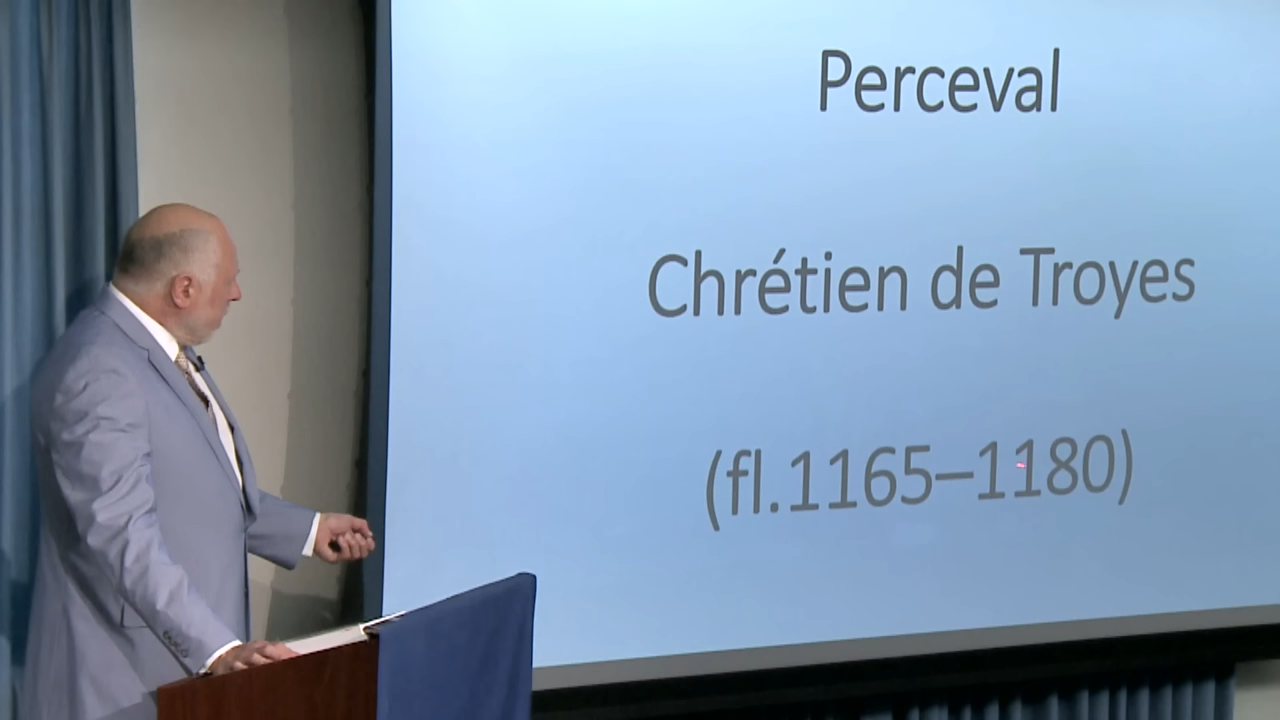 Perceval
Chrétien de Troyes
(fl.1165–1180)